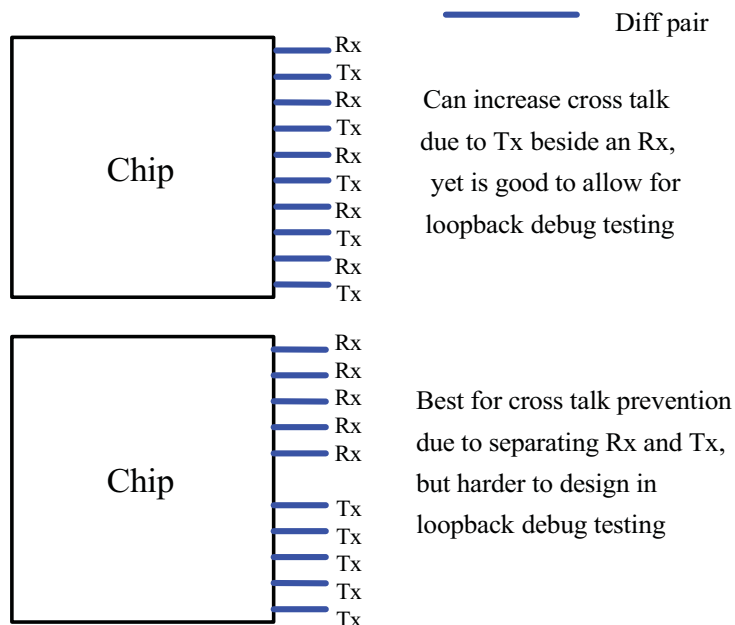 Diff pair
Rx
Tx
Rx
Tx
Rx
Tx
Rx
Tx
Rx
Tx
Chip
Can increase cross talk
due to Tx beside an Rx,
yet is good to allow for
loopback debug testing
Rx
Rx
Rx
Rx
Rx
Tx
Tx
Tx
Tx
Tx
Chip
Best for cross talk prevention
due to separating Rx and Tx,
but harder to design in
loopback debug testing